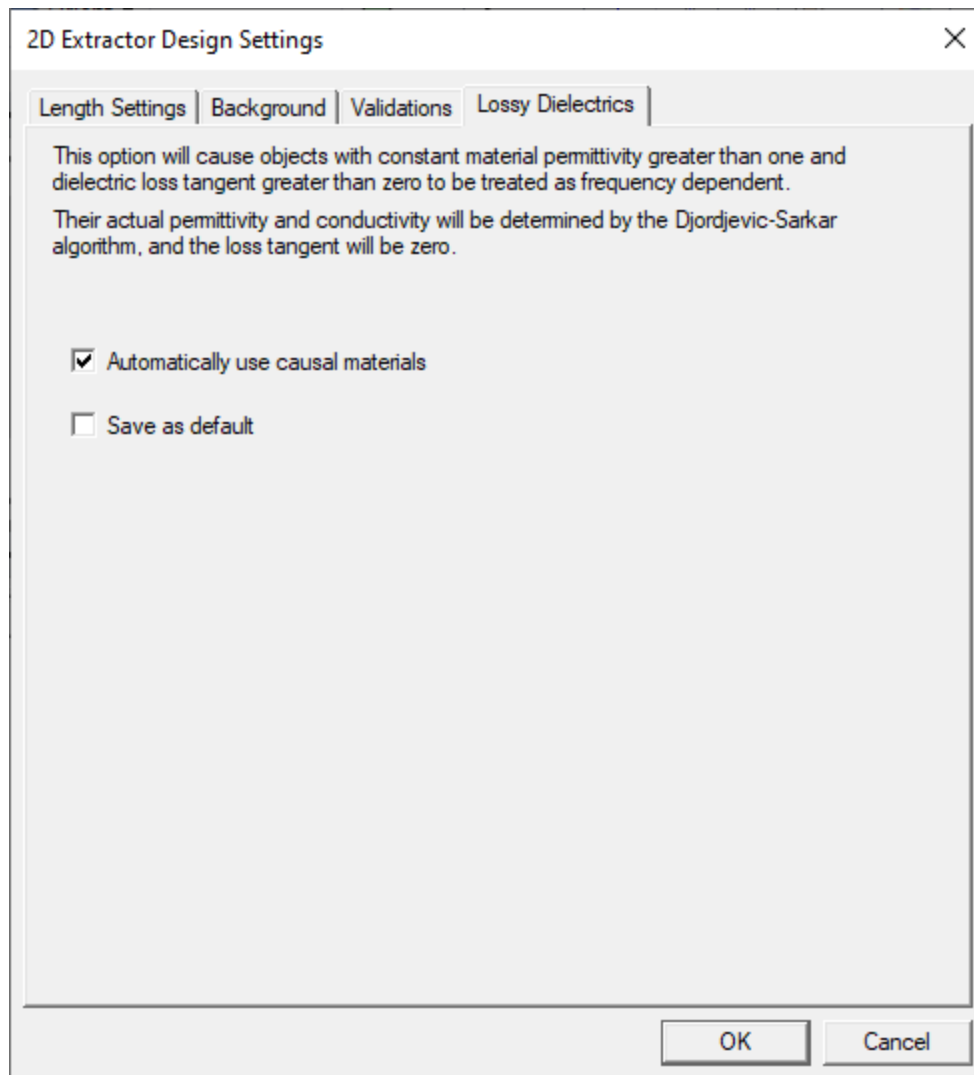 2D Extractor Design Settings
Length Settings Background Validations Lossy Dielectrics
This option will cause objects with constant material permittivity greater than one and
dielectric loss tangent greater than zero to be treated as frequency dependent.
Their actual permittivity and conductivity will be determined by the Djordjevic-Sarkar
algorithm, and the loss tangent will be zero.
Automatically use causal materials
Save as default
OK Cancel